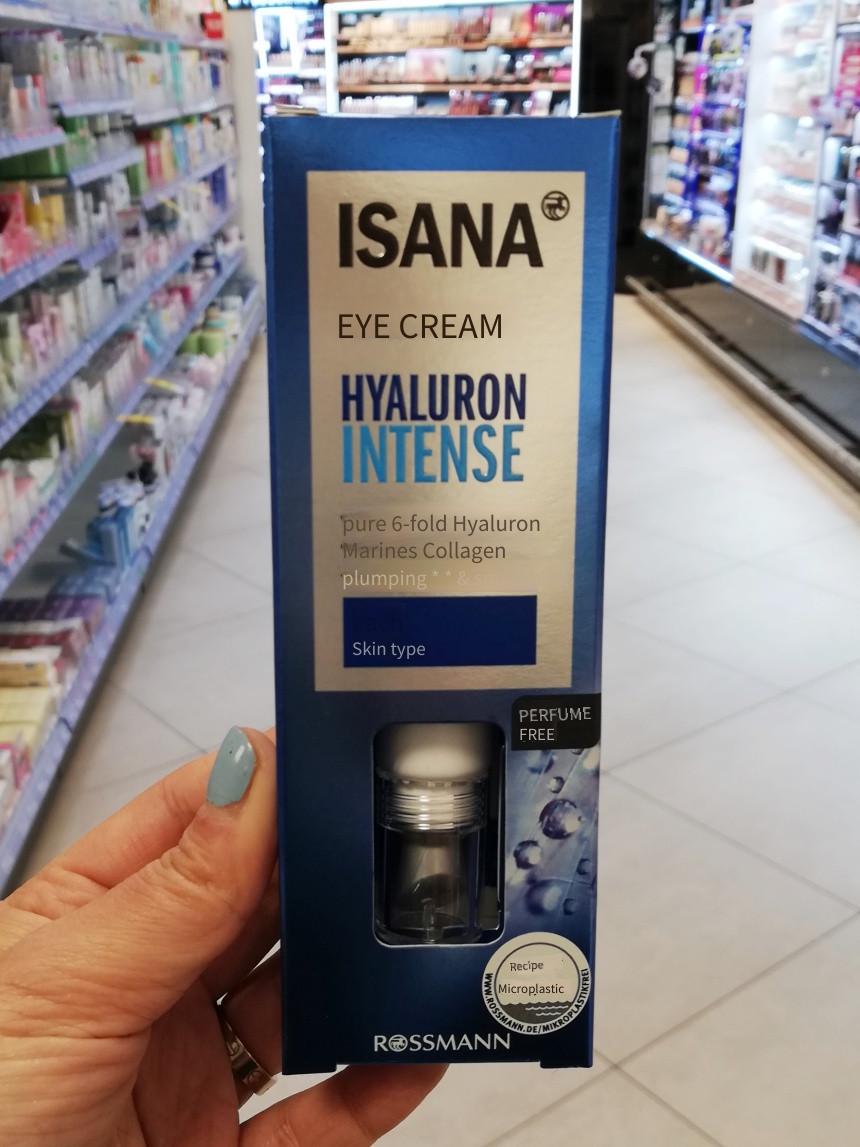 ISANA
EYE CREAM
HYALURON
INTENSE
pure 6-fold Hyaluron
Marines Collagen
plumping * * &
Skin type
PERFUME
FREE
Recipe
Microplastic
WWW.ROSSMANN.DE/MIKROPLASTIKFREI
ROSSMANN